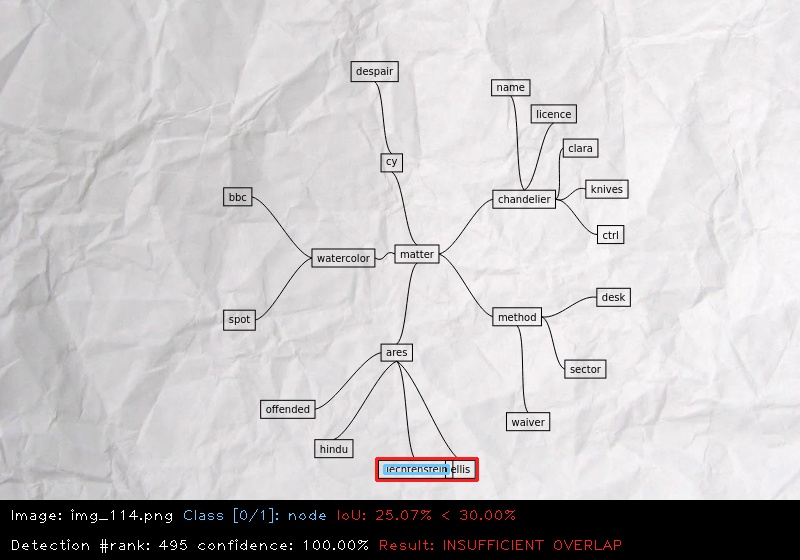 despair
name
licence
clara
cy
knives
bbc
chandelier
ctrl
matter
watercolor
desk
method
spot
ares
sector
offended
waiver
hindu
liechtenstein ellis
Image: img_114.png Class [0/1]: node IoU: 25.07% < 30.00%
Detection #rank: 495 confidence: 100.00% Result: INSUFFICIENT OVERLAP